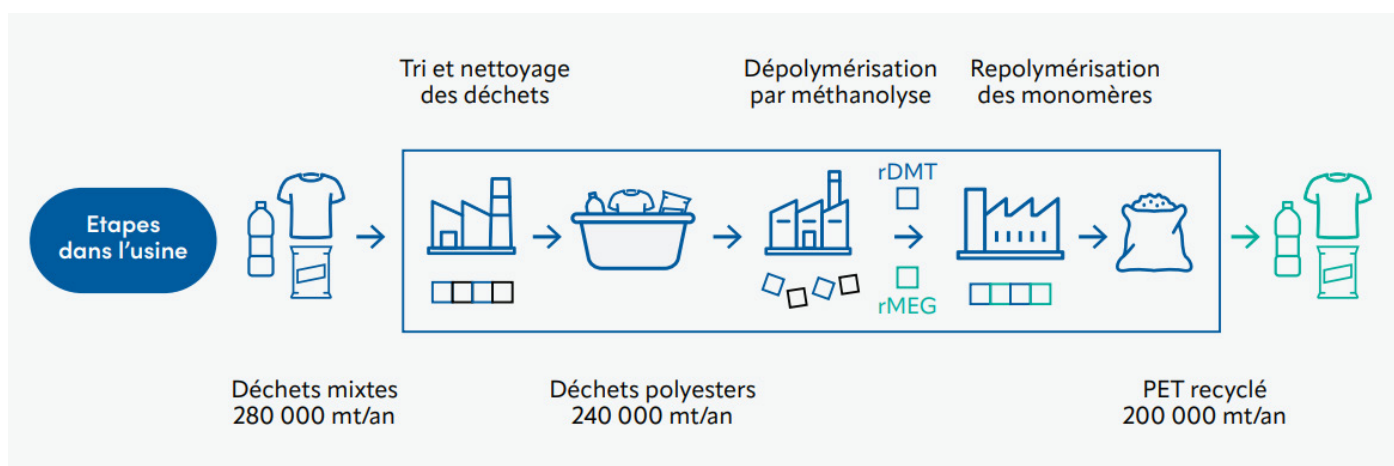 Tri et nettoyage
des déchets
Dépolymérisation
par méthanolyse
Repolymérisation
des monomères
Etapes
dans l'usine
rDMT
rMEG
Déchets mixtes
280 000 mt/an
Déchets polyesters
240 000 mt/an
PET recyclé
200 000 mt/an